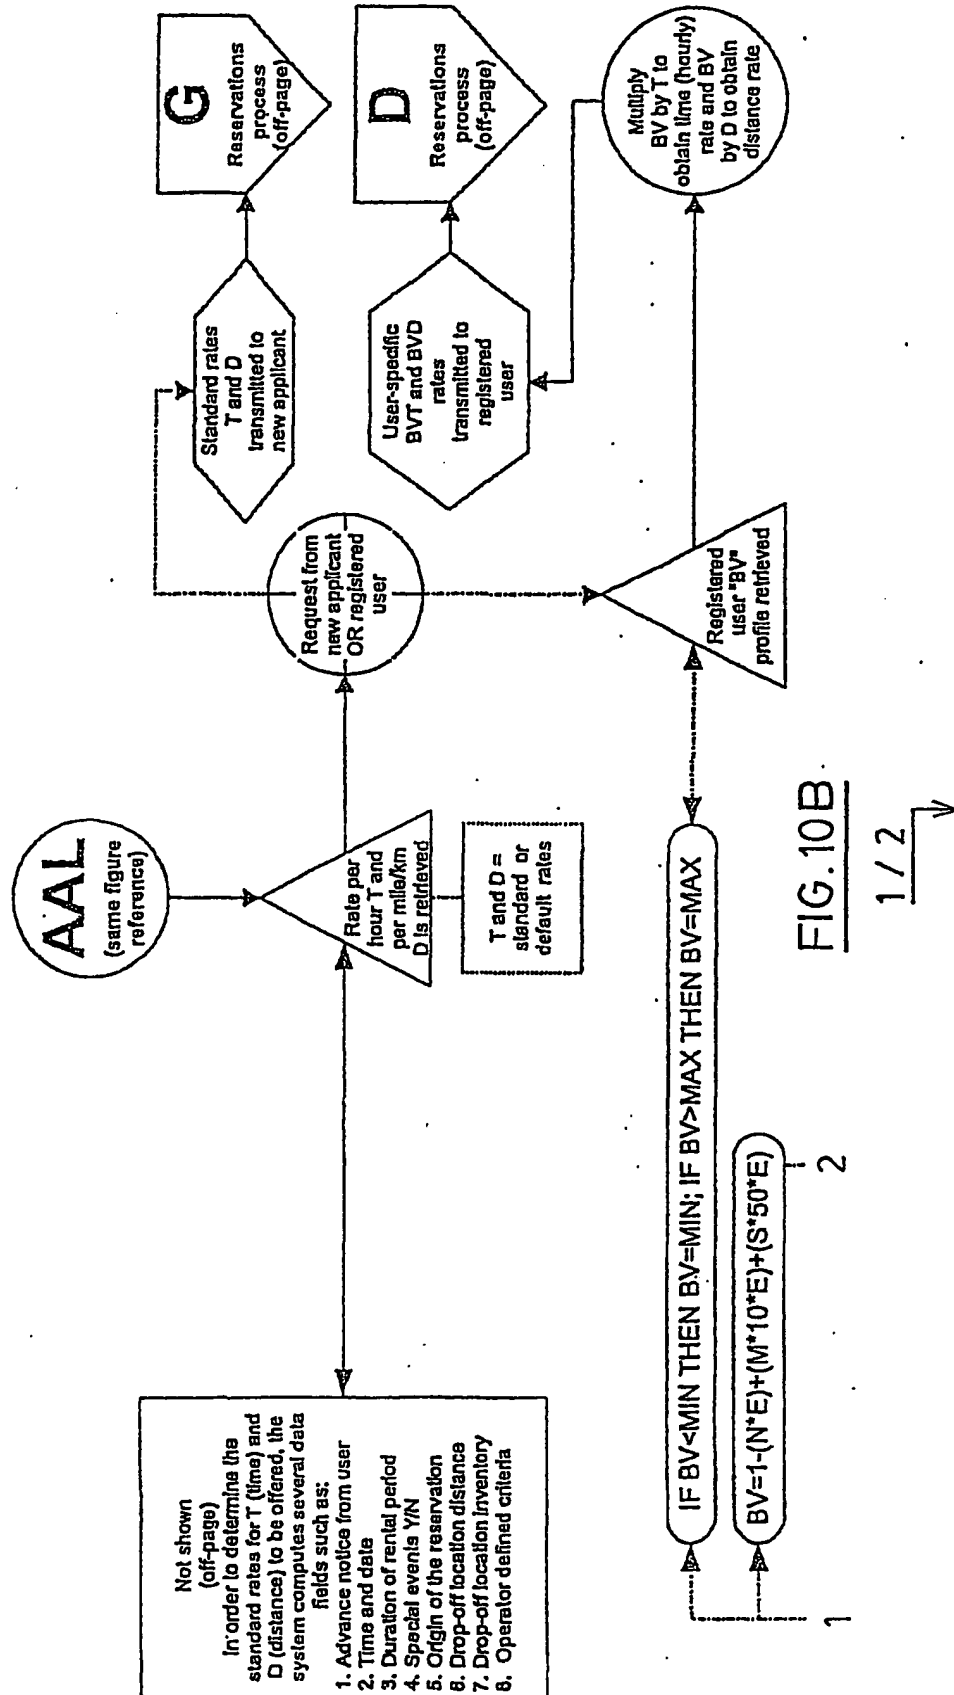 AAL
(same figure
reference)
Not shown
(off-page)
In order to determine the
standard rates for T (time) and
D (distance) to be offered, the
system computes several data
fields such as:
1. Advance notice from user
2. Time and date
3. Duration of rental period
4. Special events Y/N
5. Origin of the reservation
6. Drop-off location distance
7. Drop-off location inventory
8. Operator defined criteria
Rate per
hour T and
per mile/km
D is retrieved
T and D =
standard or
default rates
Request from
new applicant
OR registered
user
Standard rates
T and D
transmitted to
new applicant
G
Reservations
process
(off-page)
User-specific
BVT and BVD
rates
transmitted to
registered
user
D
Reservations
process
(off-page)
IF BV<MIN THEN BV=MIN; IF BV>MAX THEN BV=MAX
BV=1-(N*E)+(M*10*E)+(S*50*E)
1
2
Registered
user "BV"
profile retrieved
Multiply
BV by T to
obtain time (hourly)
rate and BV
by D to obtain
distance rate
FIG.10B
1/2